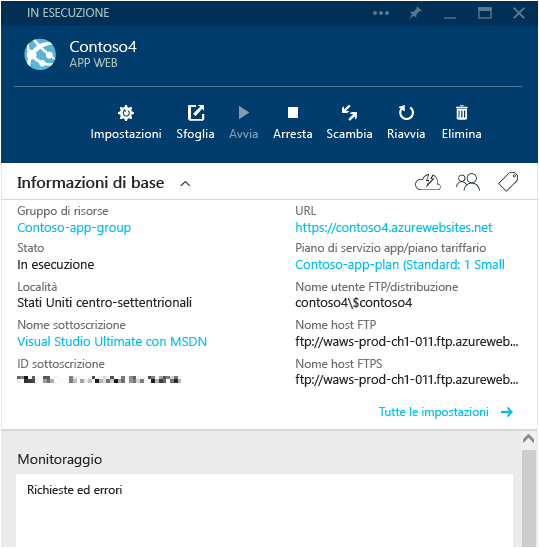 IN ESECUZIONE
Contoso4
APP WEB
Impostazioni Sfoglia Avvia Arresta Scambia Riavvia Elimina
Informazioni di base
Gruppo di risorse
Contoso-app-group
Stato
In esecuzione
Località
Stati Uniti centro-settentrionali
Nome sottoscrizione
Visual Studio Ultimate con MSDN
ID sottoscrizione
URL
https://contoso4.azurewebsites.net
Piano di servizio app/piano tariffario
Contoso-app-plan (Standard: 1 Small
Nome utente FTP/distribuzione
contoso4\$contoso4
Nome host FTP
ftp://waws-prod-ch1-011.ftp.azureweb...
Nome host FTPS
ftp://waws-prod-ch1-011.ftp.azureweb...
Tutte le impostazioni
Monitoraggio
Richieste ed errori